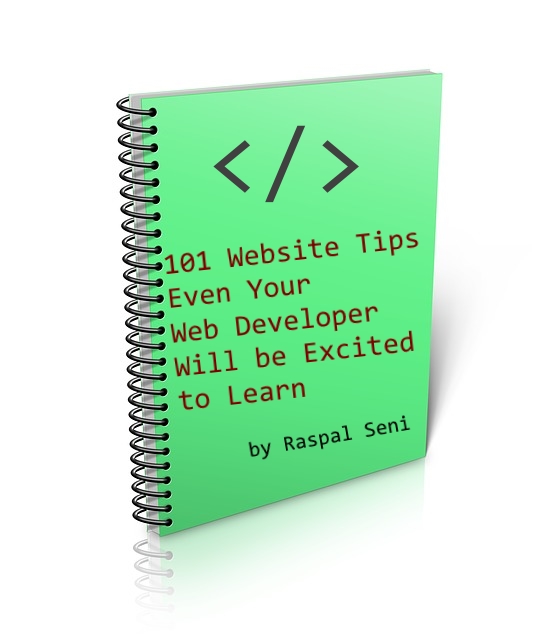 </>
101 Website Tips
Even Your
Web Developer
Will be Excited
to Learn
by Raspal Seni